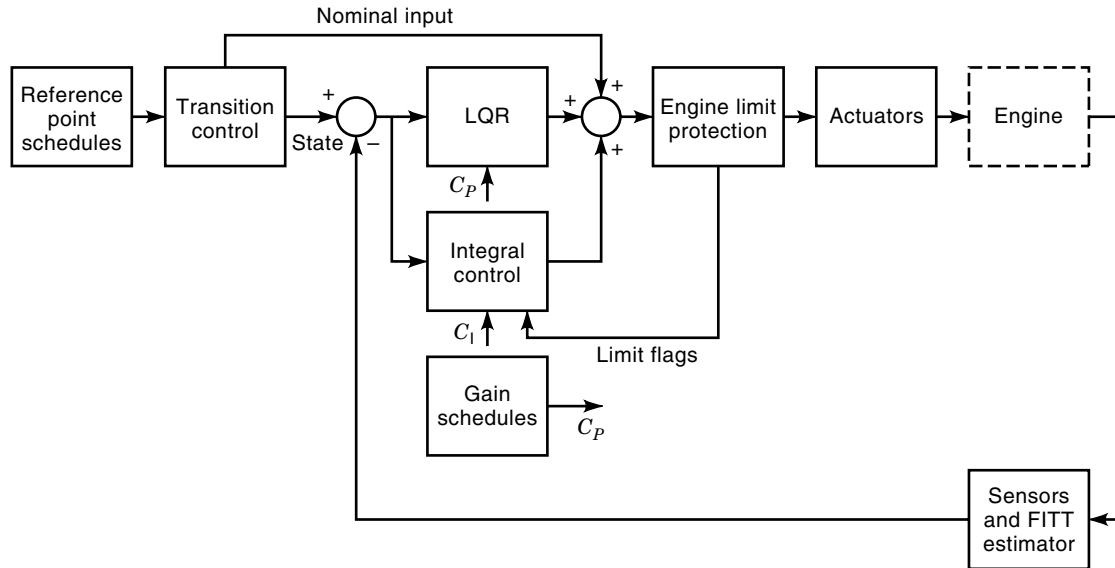 Nominal input
Reference
point
schedules
Transition
control
+
State
−
LQR
+
+
+
Engine limit
protection
Actuators
Engine
C_P
Integral
control
C_I
Limit flags
Gain
schedules
C_P
Sensors
and FITT
estimator